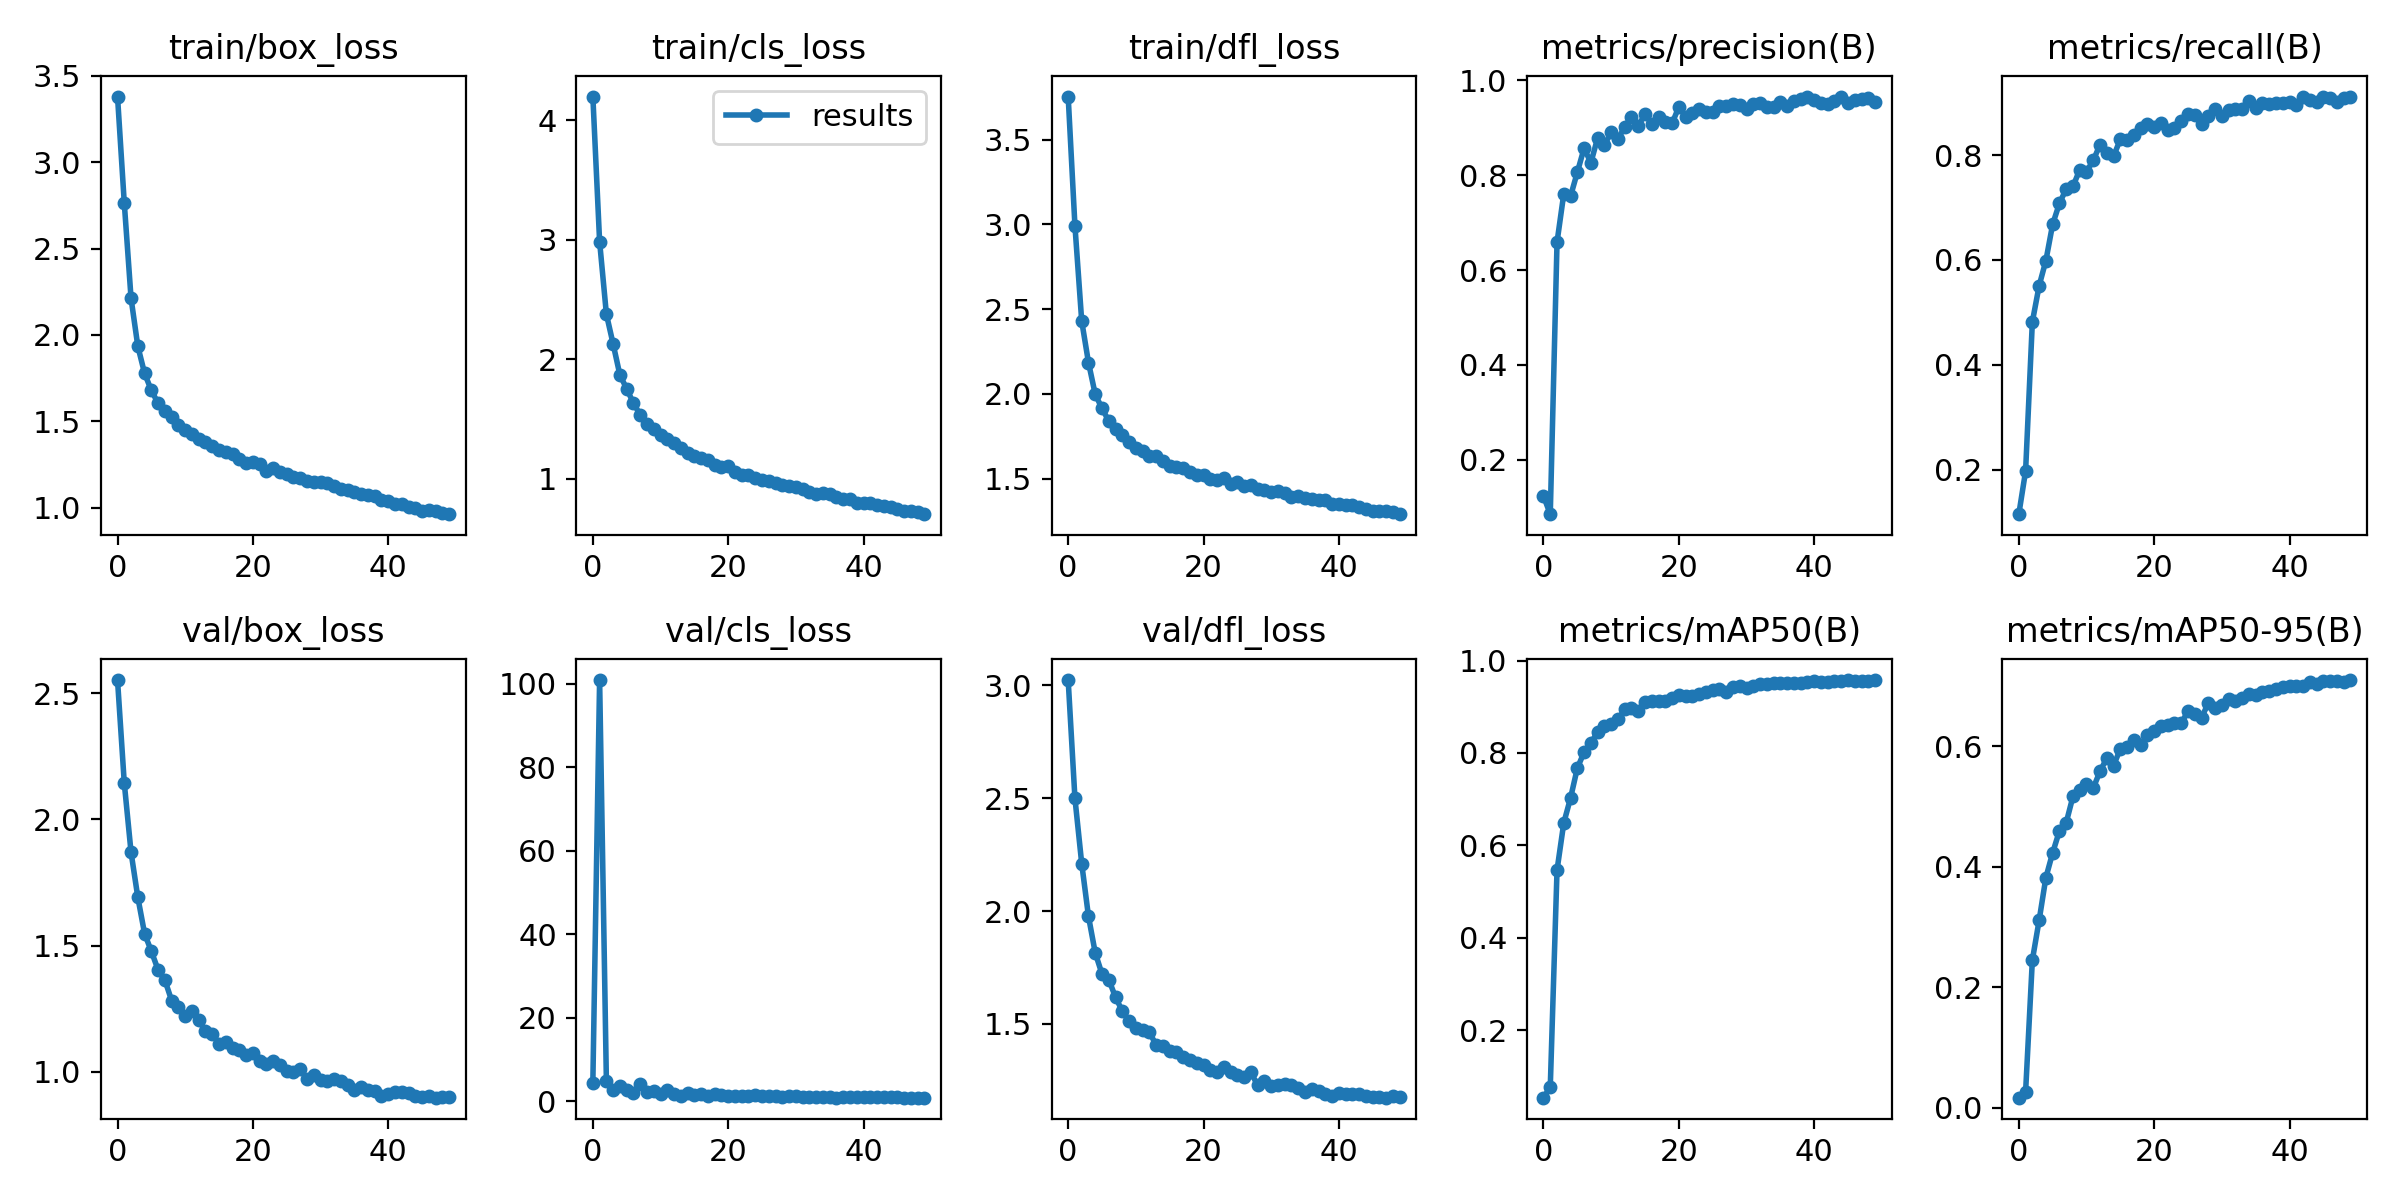 train/box_loss
3.5
3.0
2.5
2.0
1.5
1.0
0 20 40
train/cls_loss
results
4
3
2
1
0 20 40
train/dfl_loss
3.5
3.0
2.5
2.0
1.5
0 20 40
metrics/precision(B)
1.0
0.8
0.6
0.4
0.2
0 20 40
metrics/recall(B)
0.8
0.6
0.4
0.2
0 20 40
val/box_loss
2.5
2.0
1.5
1.0
0 20 40
val/cls_loss
100
80
60
40
20
0
0 20 40
val/dfl_loss
3.0
2.5
2.0
1.5
0 20 40
metrics/mAP50(B)
1.0
0.8
0.6
0.4
0.2
0 20 40
metrics/mAP50-95(B)
0.6
0.4
0.2
0.0
0 20 40